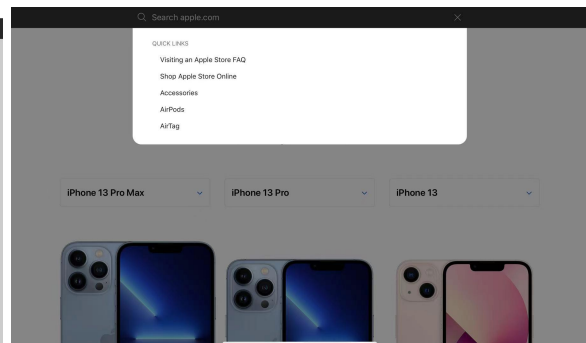 Search apple.com
QUICK LINKS
Visiting an Apple Store FAQ
Shop Apple Store Online
Accessories
AirPods
AirTag
iPhone 13 Pro Max
iPhone 13 Pro
iPhone 13